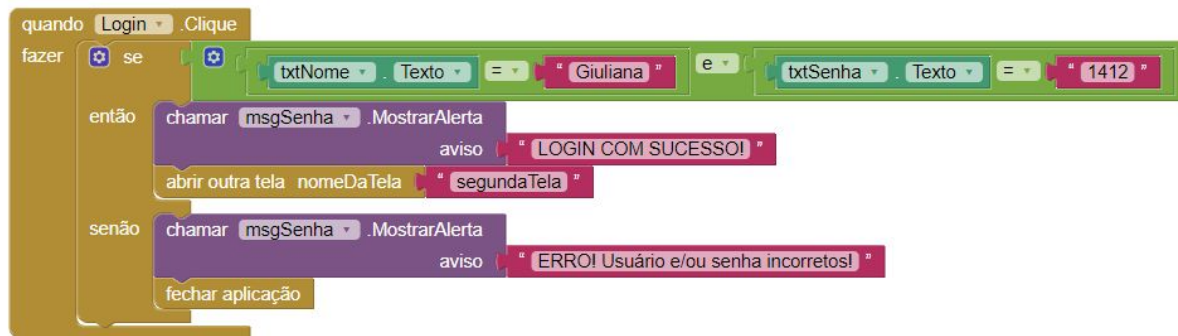 quando Login .Clique
fazer se txtNome . Texto = " Giuliana " e txtSenha . Texto = " 1412 "
então chamar msgSenha .MostrarAlerta
aviso " LOGIN COM SUCESSO! "
abrir outra tela nomeDaTela " segundaTela "
senão chamar msgSenha .MostrarAlerta
aviso " ERRO! Usuário e/ou senha incorretos! "
fechar aplicação